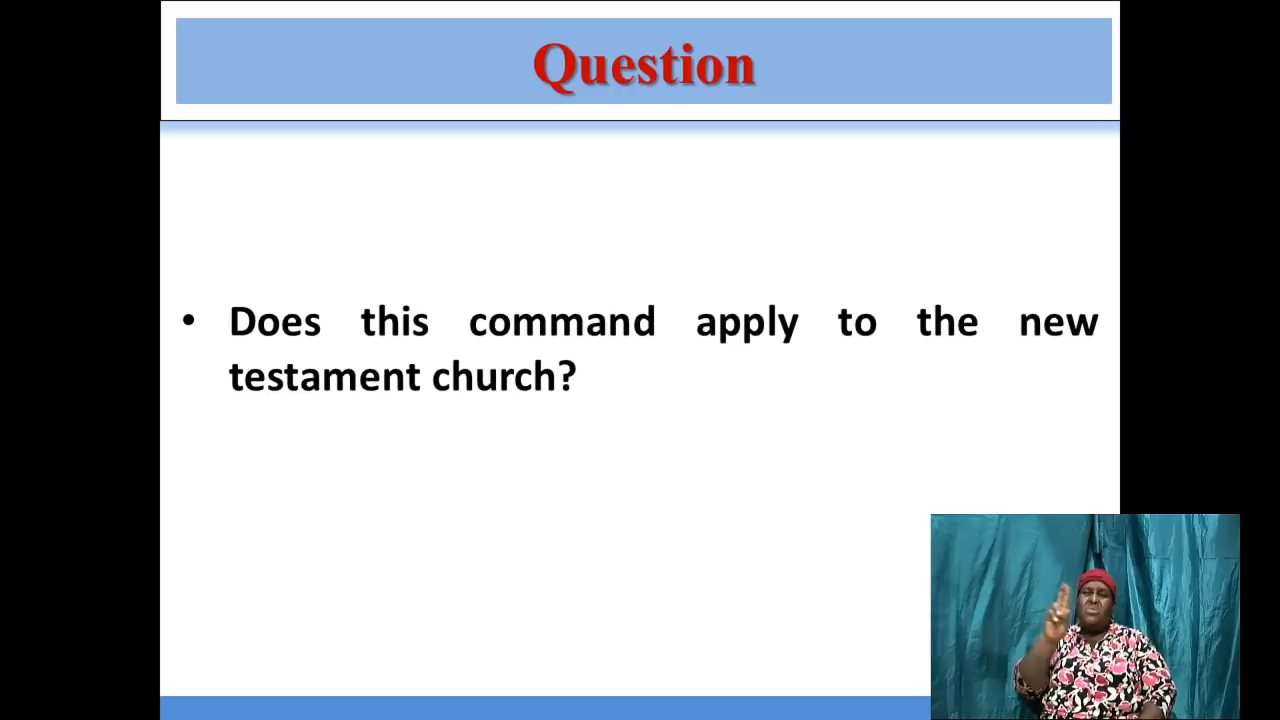 Question
• Does this command apply to the new
testament church?